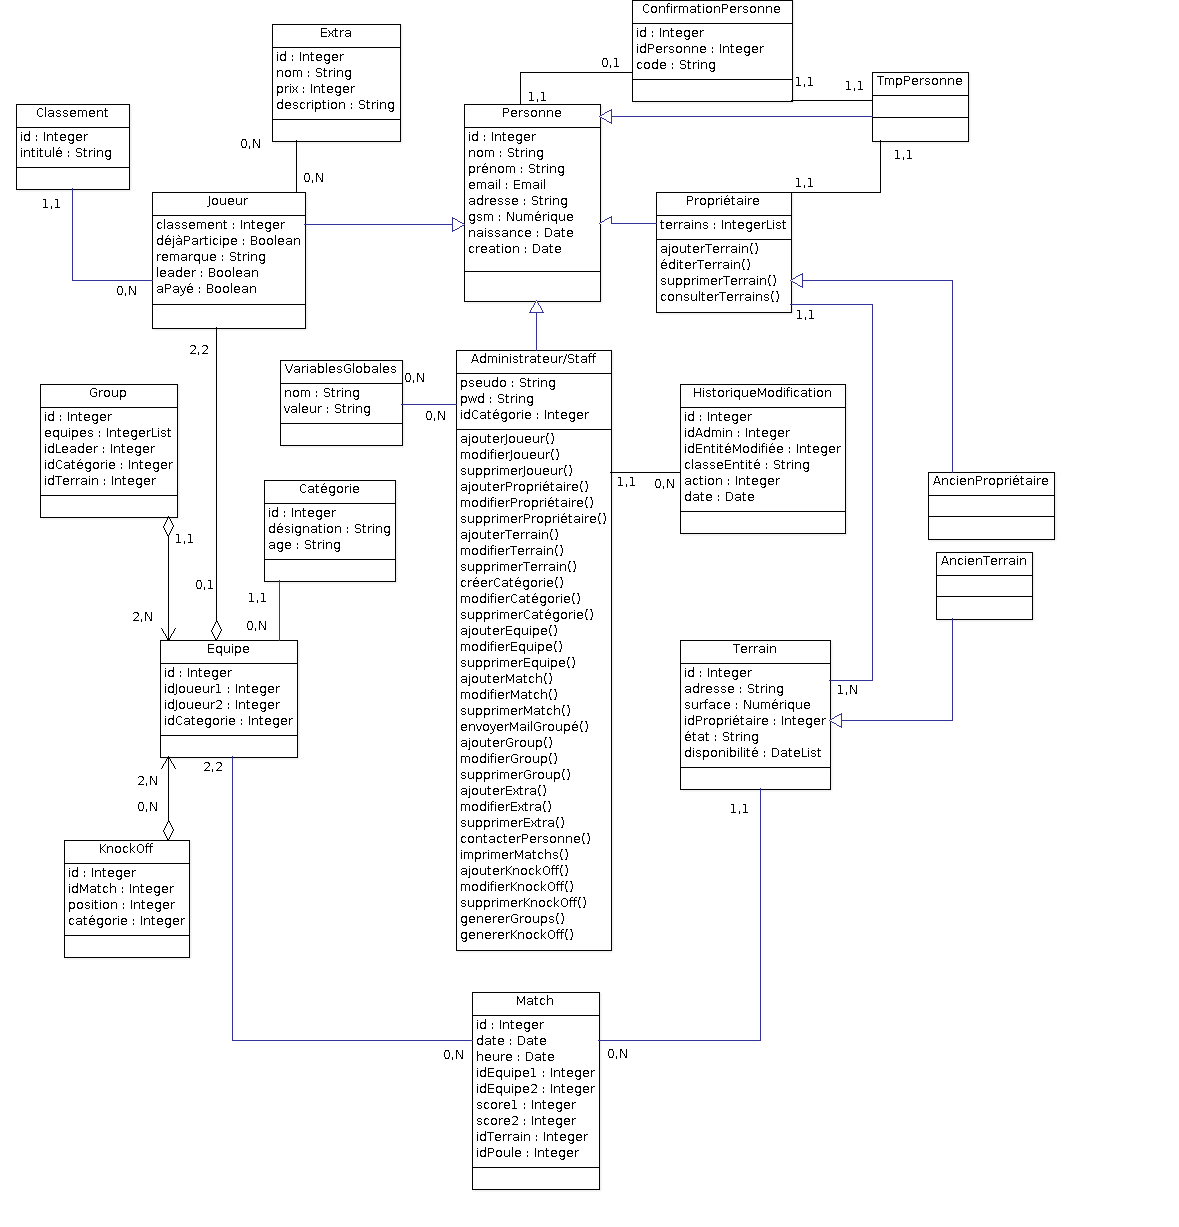 ConfirmationPersonne
id : Integer
idPersonne : Integer
code : String
0,1
1,1
1,1
1,1
Extra
id : Integer
nom : String
prix : Integer
description : String
0,N
0,N
TmpPersonne
1,1
Classement
id : Integer
intitulé : String
1,1
0,N
Personne
id : Integer
nom : String
prénom : String
email : Email
adresse : String
gsm : Numérique
naissance : Date
creation : Date
Joueur
classement : Integer
déjàParticipe : Boolean
remarque : String
leader : Boolean
aPayé : Boolean
2,2
1,1
Propriétaire
terrains : IntegerList
ajouterTerrain()
éditerTerrain()
supprimerTerrain()
consulterTerrains()
1,1
VariablesGlobales
nom : String
valeur : String
0,N
0,N
Administrateur/Staff
pseudo : String
pwd : String
idCatégorie : Integer
ajouterJoueur()
modifierJoueur()
supprimerJoueur()
ajouterPropriétaire()
modifierPropriétaire()
supprimerPropriétaire()
ajouterTerrain()
modifierTerrain()
supprimerTerrain()
créerCatégorie()
modifierCatégorie()
supprimerCatégorie()
ajouterEquipe()
modifierEquipe()
supprimerEquipe()
ajouterMatch()
modifierMatch()
supprimerMatch()
envoyerMailGroupé()
ajouterGroup()
modifierGroup()
supprimerGroup()
ajouterExtra()
modifierExtra()
supprimerExtra()
contacterPersonne()
imprimerMatchs()
ajouterKnockOff()
modifierKnockOff()
supprimerKnockOff()
genererGroups()
genererKnockOff()
1,1
0,N
HistoriqueModification
id : Integer
idAdmin : Integer
idEntitéModifiée : Integer
classeEntité : String
action : Integer
date : Date
Group
id : Integer
equipes : IntegerList
idLeader : Integer
idCatégorie : Integer
idTerrain : Integer
1,1
2,N
0,1
Catégorie
id : Integer
désignation : String
age : String
1,1
0,N
AncienPropriétaire
AncienTerrain
Equipe
id : Integer
idJoueur1 : Integer
idJoueur2 : Integer
idCategorie : Integer
2,2
2,N
0,N
Terrain
id : Integer
adresse : String
surface : Numérique
idPropriétaire : Integer
état : String
disponibilité : DateList
1,N
1,1
KnockOff
id : Integer
idMatch : Integer
position : Integer
catégorie : Integer
Match
id : Integer
date : Date
heure : Date
idEquipe1 : Integer
idEquipe2 : Integer
score1 : Integer
score2 : Integer
idTerrain : Integer
idPoule : Integer
0,N
0,N